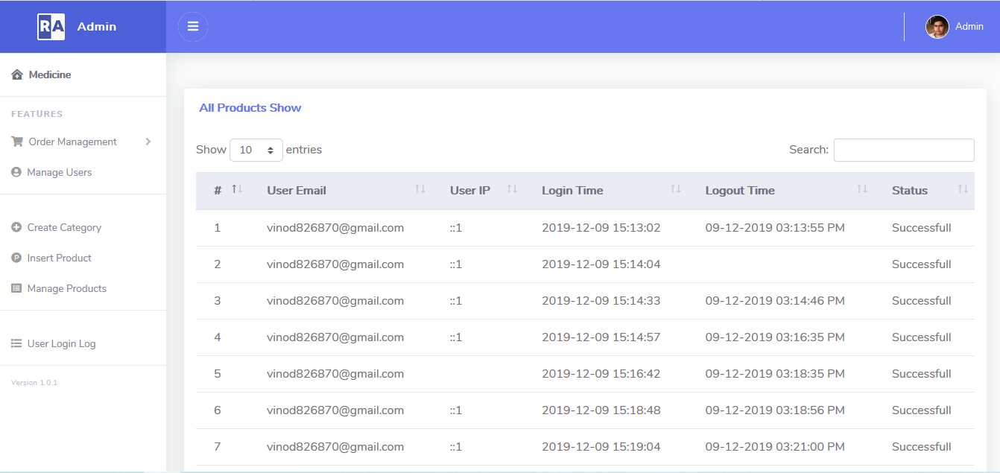 RA Admin
Admin
Medicine
FEATURES
Order Management
Manage Users
Create Category
Insert Product
Manage Products
User Login Log
Version 1.0.1
All Products Show
Show 10 entries Search:
# User Email User IP Login Time Logout Time Status
1 vinod826870@gmail.com ::1 2019-12-09 15:13:02 09-12-2019 03:13:55 PM Successfull
2 vinod826870@gmail.com ::1 2019-12-09 15:14:04 Successfull
3 vinod826870@gmail.com ::1 2019-12-09 15:14:33 09-12-2019 03:14:46 PM Successfull
4 vinod826870@gmail.com ::1 2019-12-09 15:14:57 09-12-2019 03:16:35 PM Successfull
5 vinod826870@gmail.com 2019-12-09 15:16:42 09-12-2019 03:18:35 PM Successfull
6 vinod826870@gmail.com ::1 2019-12-09 15:18:48 09-12-2019 03:18:56 PM Successfull
7 vinod826870@gmail.com ::1 2019-12-09 15:19:04 09-12-2019 03:21:00 PM Successfull